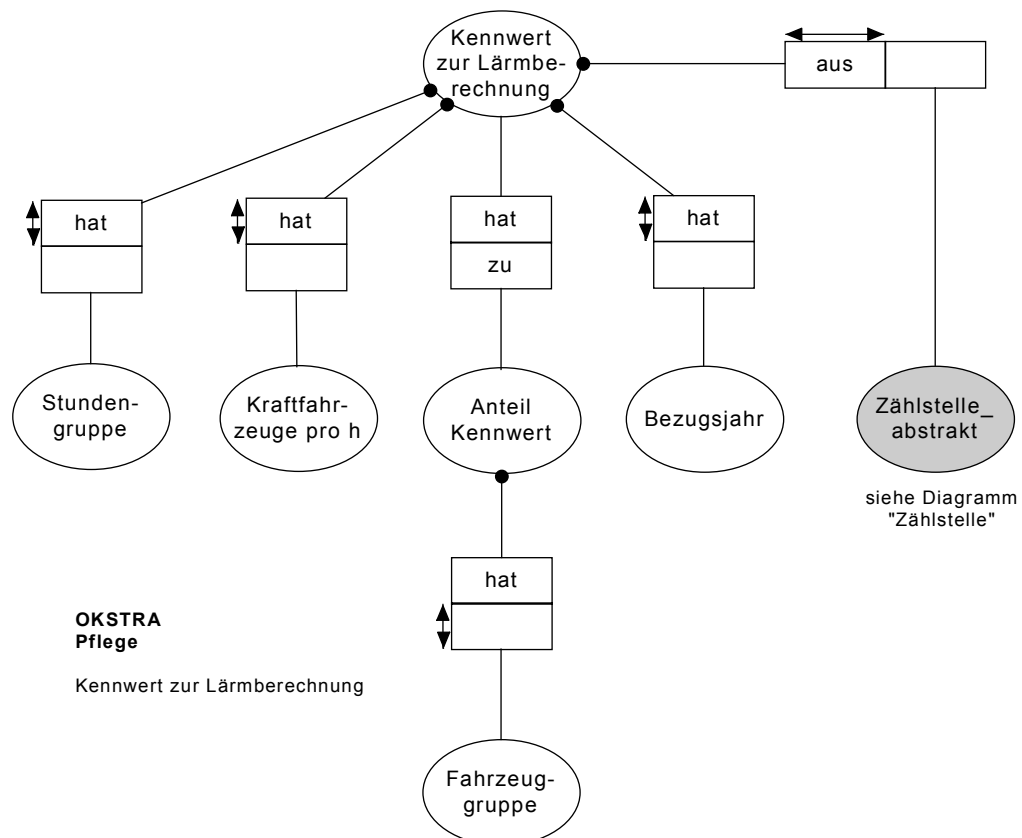 Kennwert
zur Lärmbe-
rechnung
aus
hat
hat
hat
hat
zu
Stunden-
gruppe
Kraftfahr-
zeuge pro h
Anteil
Kennwert
Bezugsjahr
Zählstelle_
abstrakt
siehe Diagramm
"Zählstelle"
hat
OKSTRA
Pflege
Kennwert zur Lärmberechnung
Fahrzeug-
gruppe